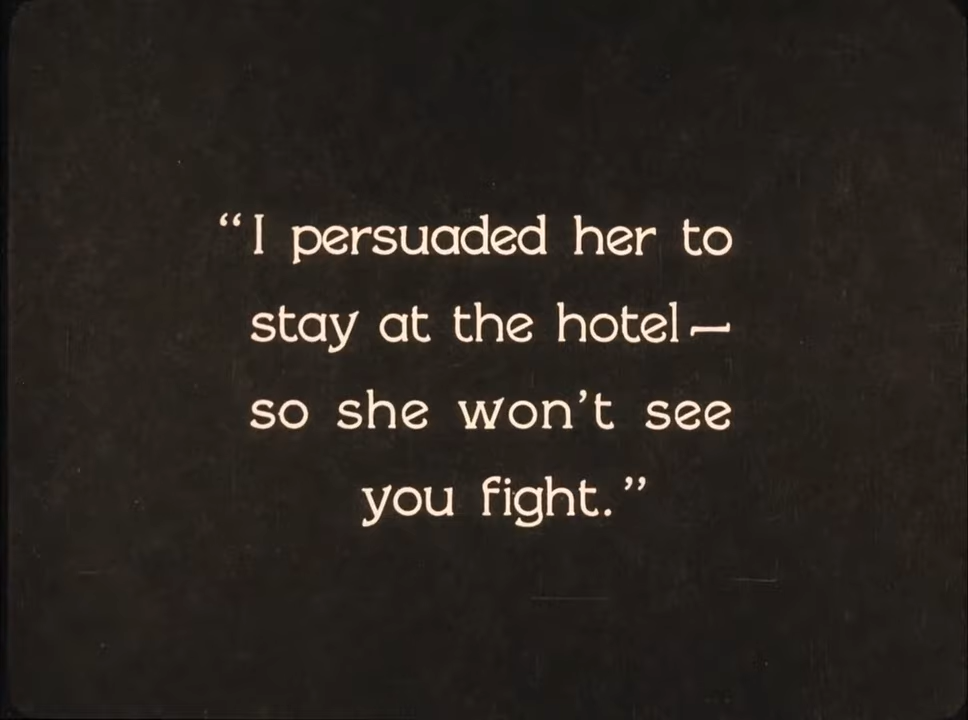 “I persuaded her to
stay at the hotel—
so she won’t see
you fight.”